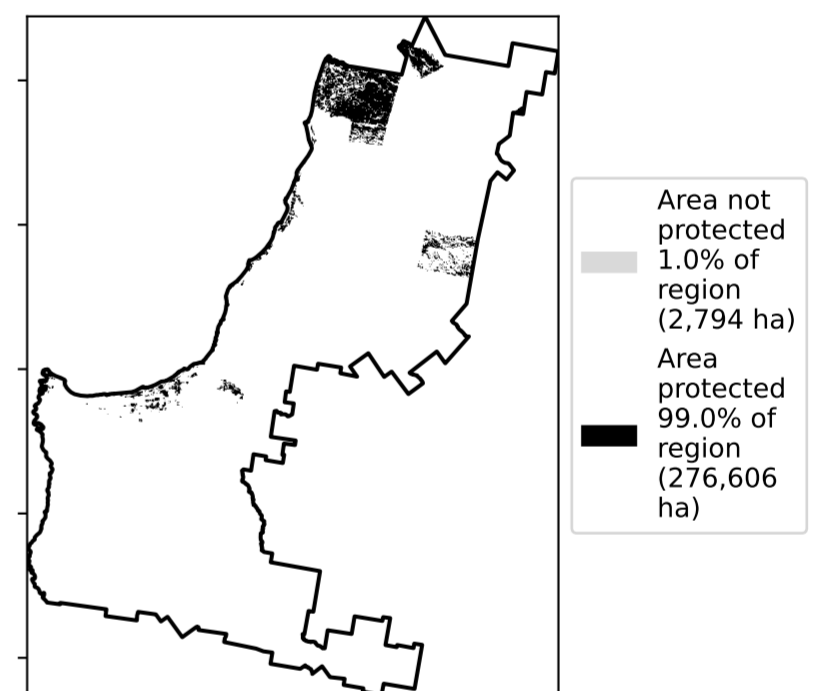 Area not
protected
1.0% of
region
(2,794 ha)
Area
protected
99.0% of
region
(276,606
ha)